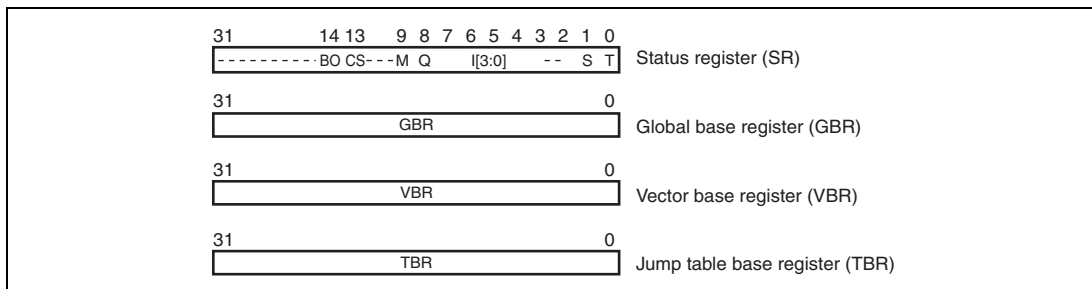 31 14 13 9 8 7 6 5 4 3 2 1 0
- - - - - - - - - - BO CS - - - M Q I[3:0] - - S T Status register (SR)
31 0
GBR Global base register (GBR)
31 0
VBR Vector base register (VBR)
31 0
TBR Jump table base register (TBR)